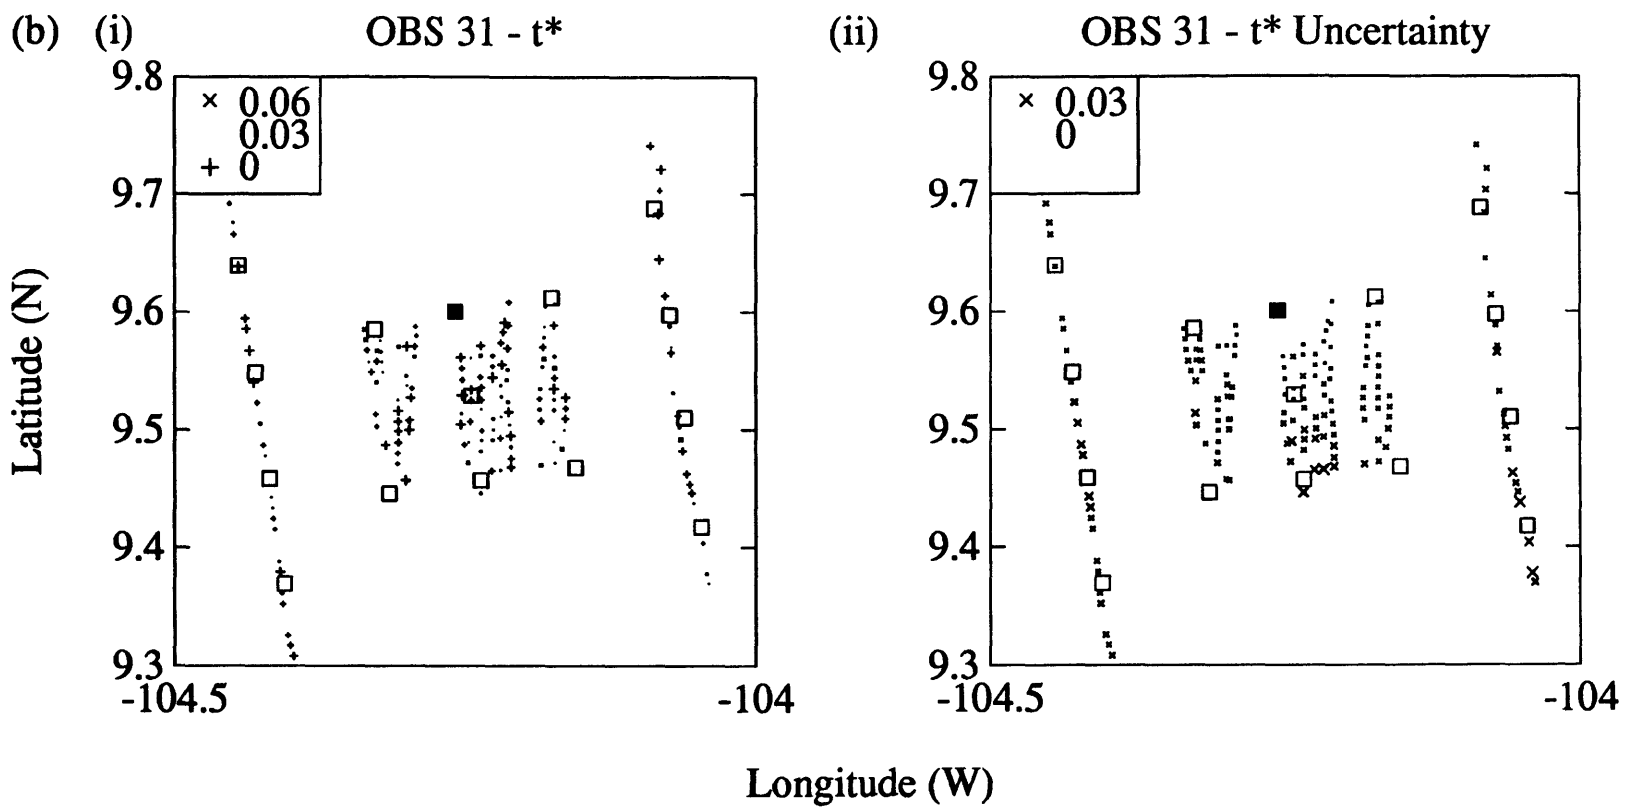 (b) (i) OBS 31 - t* (ii) OBS 31 - t* Uncertainty
9.8 9.8
× 0.06 × 0.03
0.03 0
+ 0
9.7 9.7
9.6 9.6
9.5 9.5
9.4 9.4
9.3 9.3
-104.5 -104 -104.5 -104
Latitude (N)
Longitude (W)